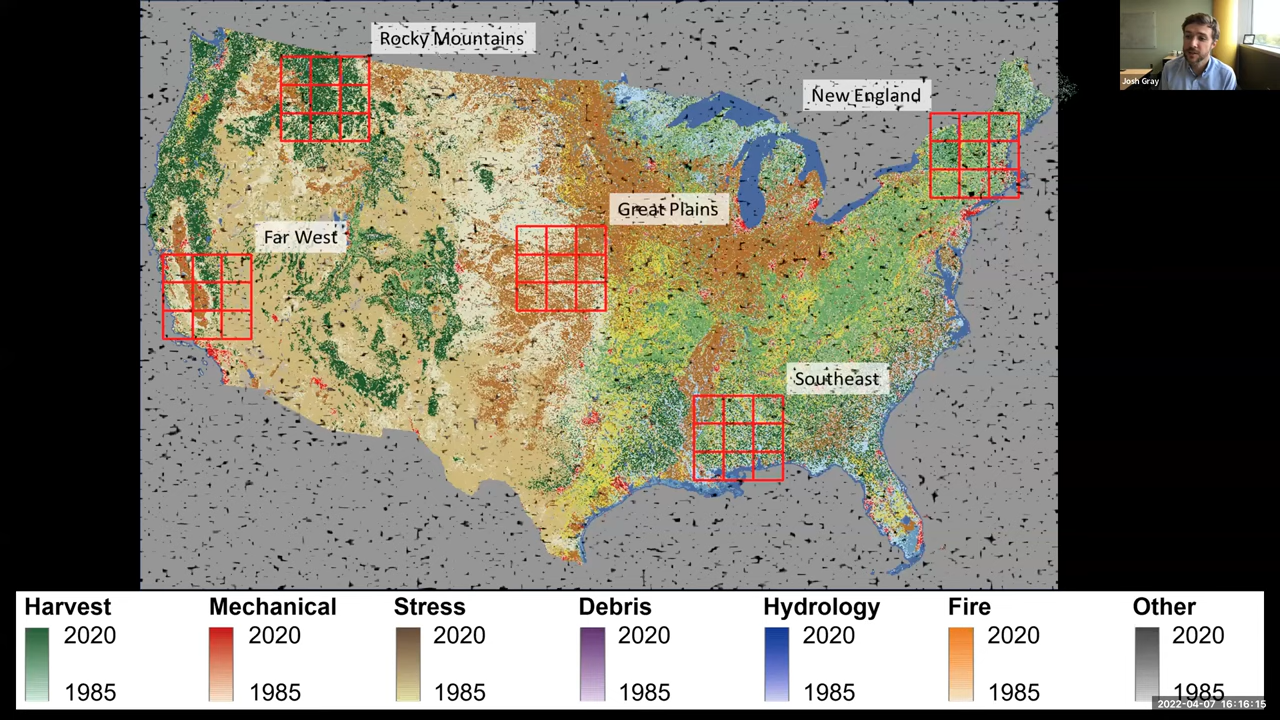 Rocky Mountains
Josh Gray
New England
Great Plains
Far West
Southeast
Harvest Mechanical Stress Debris Hydrology Fire Other
2020 2020 2020 2020 2020 2020 2020
1985 1985 1985 1985 1985 1985 1985
2022-04-07 16:16:15